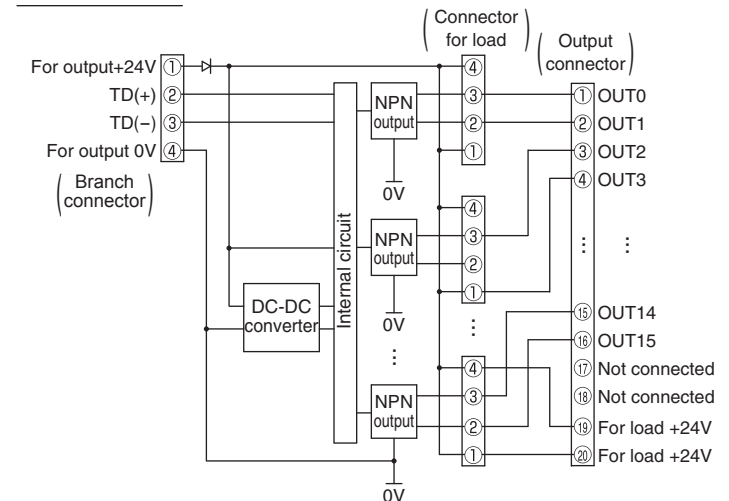 (Connector for load)
(Output connector)
For output+24V ①
TD(+) ②
TD(−) ③
For output 0V ④
(Branch connector)
Internal circuit
DC-DC converter
NPN output
0V
NPN output
0V
⋮
NPN output
0V
④
③
②
①
④
③
②
①
⋮
④
③
②
①
① OUT0
② OUT1
③ OUT2
④ OUT3
⋮ ⋮
⑮ OUT14
⑯ OUT15
⑰ Not connected
⑱ Not connected
⑲ For load +24V
⑳ For load +24V